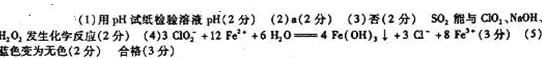 (1)用pH试纸检验溶液pH(2分) (2)a(2分) (3)否(2分) SO₂能与ClO₂、NaOH、
H₂O₂发生化学反应(2分) (4)3ClO₂⁻+12Fe²⁺+6H₂O══4Fe(OH)₃↓+3Cl⁻+8Fe³⁺(3分) (5)
蓝色变为无色(2分) 合格(3分)